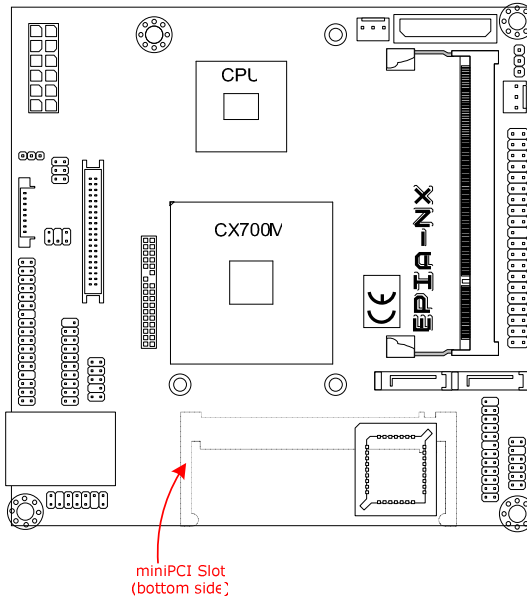 CPU
CX700M
EPIA-NX
CE
miniPCI Slot
(bottom side)